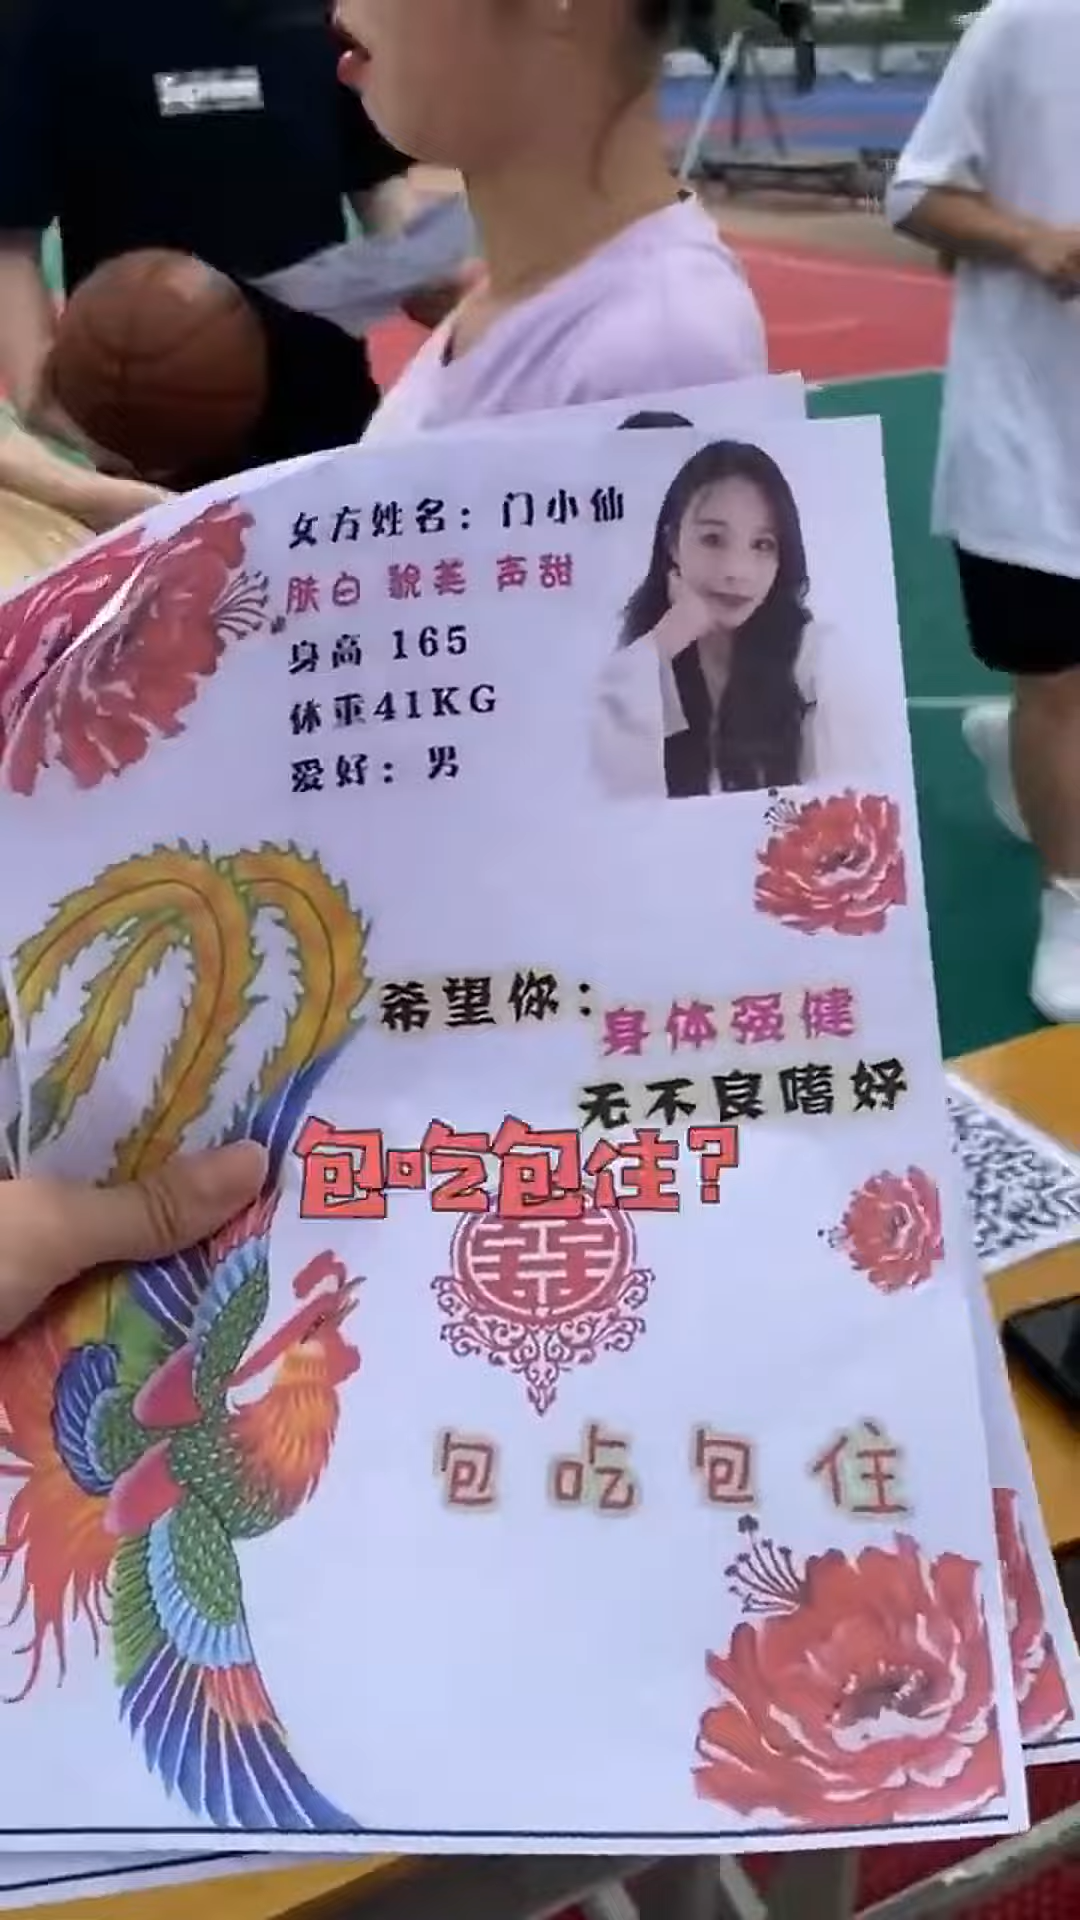 女方姓名：门小仙
肤白 貌美 声甜
身高 165
体重41KG
爱好：男
希望你：
身体强健
无不良嗜好
包吃包住？
囍
包吃包住